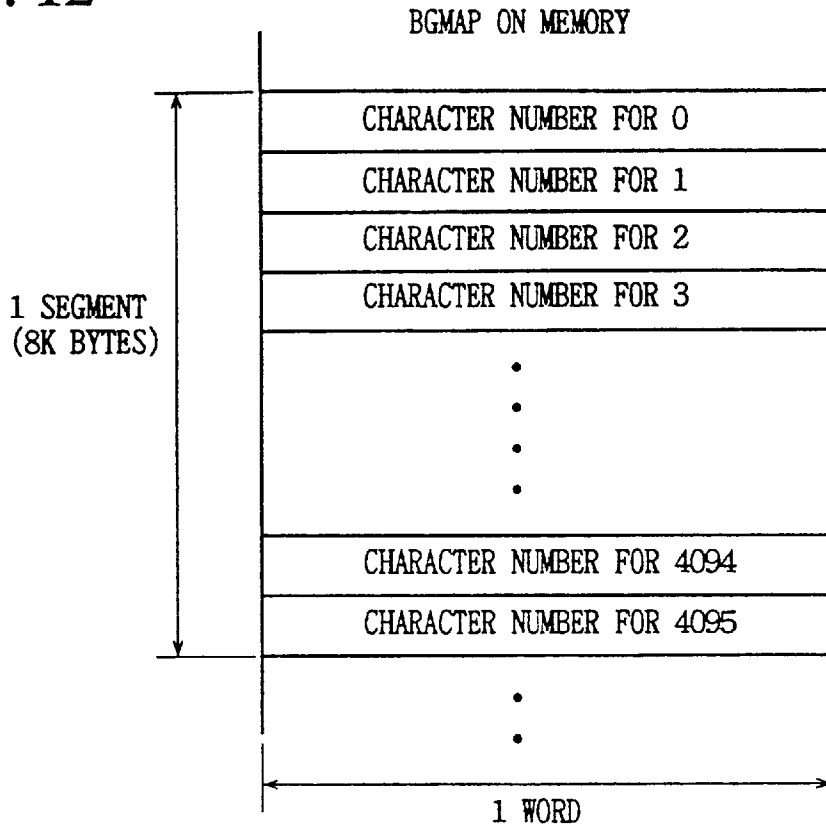 BGMAP ON MEMORY
CHARACTER NUMBER FOR 0
CHARACTER NUMBER FOR 1
CHARACTER NUMBER FOR 2
CHARACTER NUMBER FOR 3
1 SEGMENT
(8K BYTES)
CHARACTER NUMBER FOR 4094
CHARACTER NUMBER FOR 4095
1 WORD